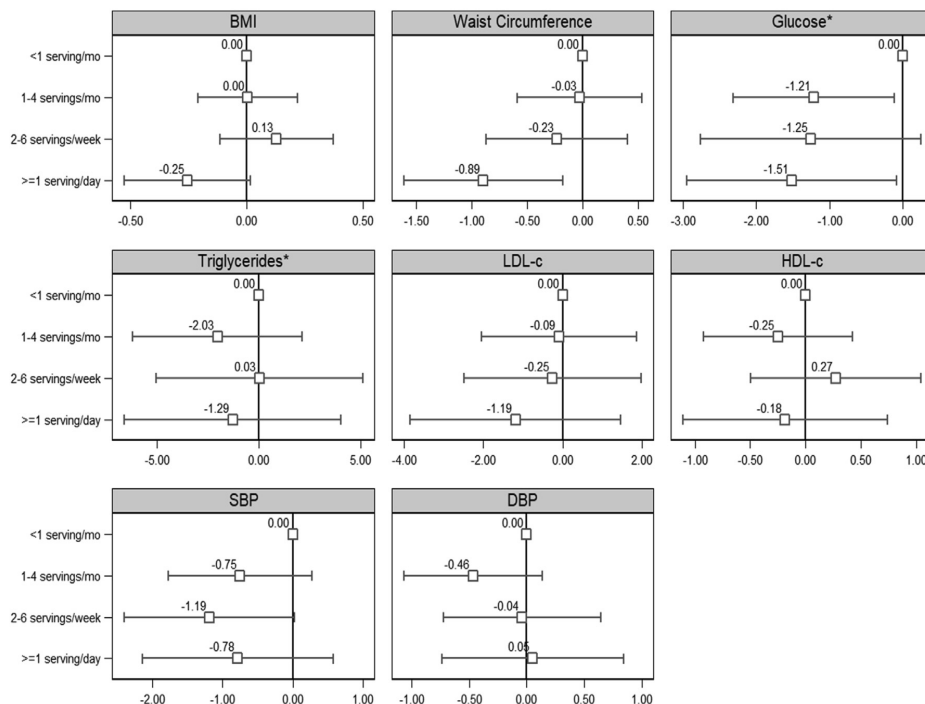 BMI
Waist Circumference
Glucose*
<1 serving/mo
0.00
0.00
0.00
1-4 servings/mo
0.00
-0.03
-1.21
2-6 servings/week
0.13
-0.23
-1.25
>=1 serving/day
-0.25
-0.89
-1.51
-0.50 0.00 0.50
-1.50 -1.00 -0.50 0.00 0.50
-3.00 -2.00 -1.00 0.00
Triglycerides*
LDL-c
HDL-c
<1 serving/mo
0.00
0.00
0.00
1-4 servings/mo
-2.03
-0.09
-0.25
2-6 servings/week
0.03
-0.25
0.27
>=1 serving/day
-1.29
-1.19
-0.18
-5.00 0.00 5.00
-4.00 -2.00 0.00 2.00
-1.00 -0.50 0.00 0.50 1.00
SBP
DBP
<1 serving/mo
0.00
0.00
1-4 servings/mo
-0.75
-0.46
2-6 servings/week
-1.19
-0.04
>=1 serving/day
-0.78
0.05
-2.00 -1.00 0.00 1.00
-1.00 -0.50 0.00 0.50 1.00